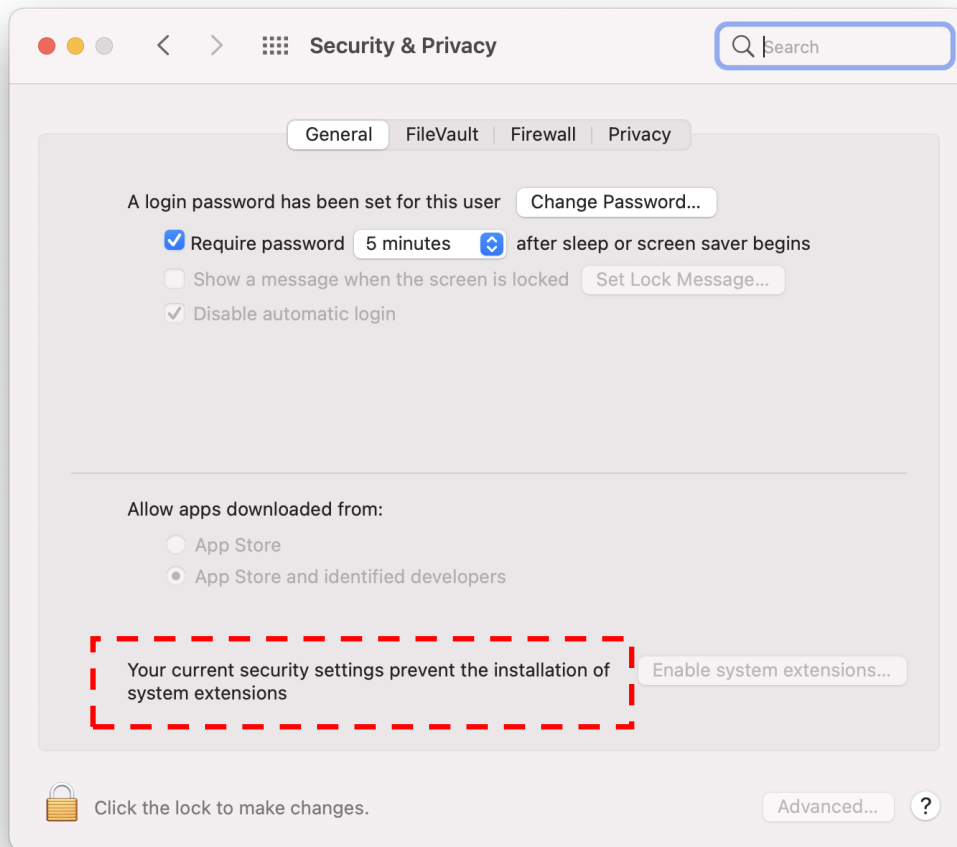 Security & Privacy
Search
General
FileVault
Firewall
Privacy
A login password has been set for this user
Change Password...
Require password
5 minutes
after sleep or screen saver begins
Show a message when the screen is locked
Set Lock Message...
Disable automatic login
Allow apps downloaded from:
App Store
App Store and identified developers
Your current security settings prevent the installation of
system extensions
Enable system extensions...
Click the lock to make changes.
Advanced...
?